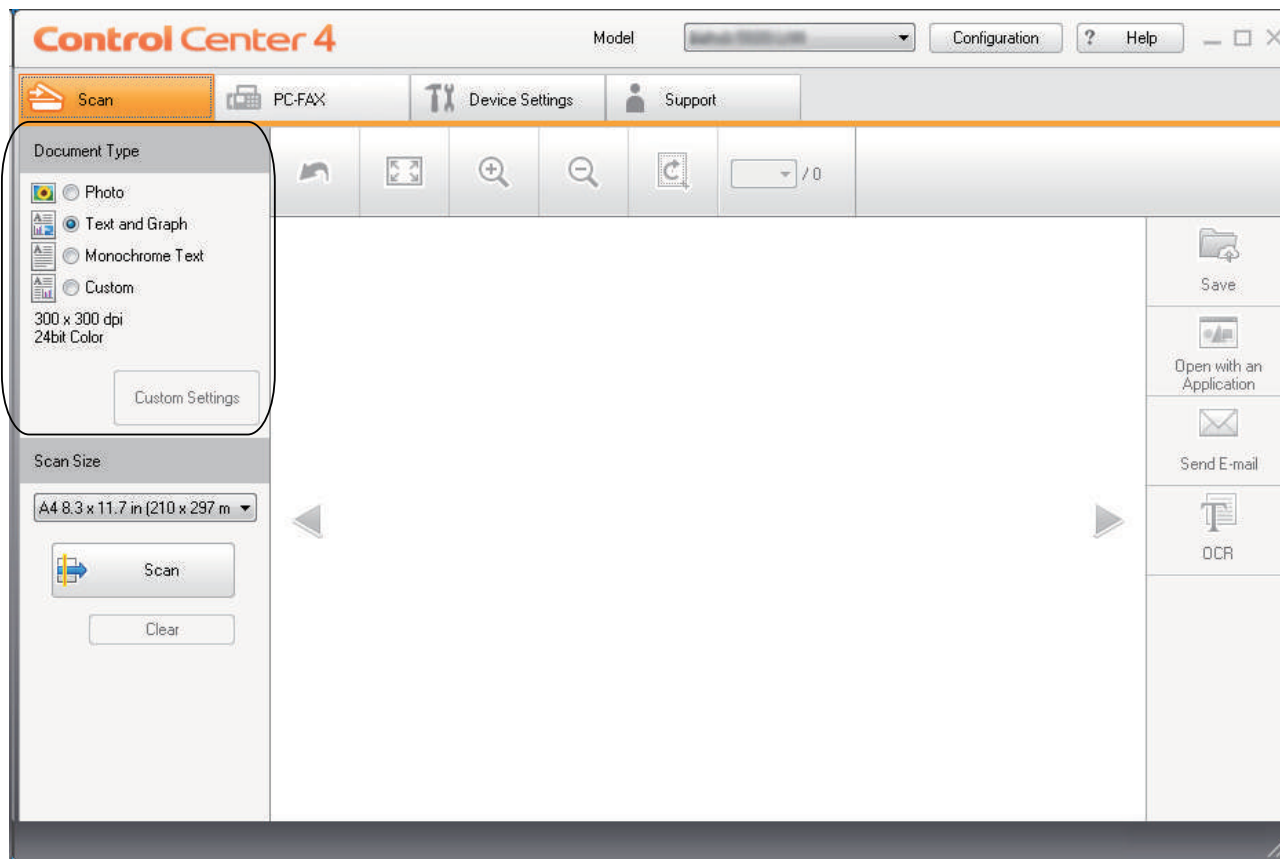 Control Center 4
Model
Configuration
? Help
Scan
PC-FAX
Device Settings
Support
Document Type
Photo
Text and Graph
Monochrome Text
Custom
300 x 300 dpi
24bit Color
Custom Settings
/ 0
Scan Size
A4 8.3 x 11.7 in (210 x 297 m
Scan
Clear
Save
Open with an
Application
Send E-mail
OCR